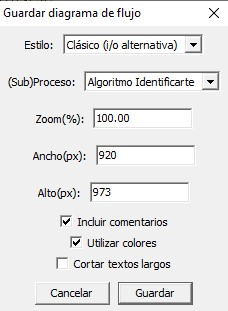 Guardar diagrama de flujo
Estilo: Clásico (i/o alternativa)
(Sub)Proceso: Algoritmo Identificarte
Zoom(%): 100.00
Ancho(px): 920
Alto(px): 973
Incluir comentarios
Utilizar colores
Cortar textos largos
Cancelar Guardar